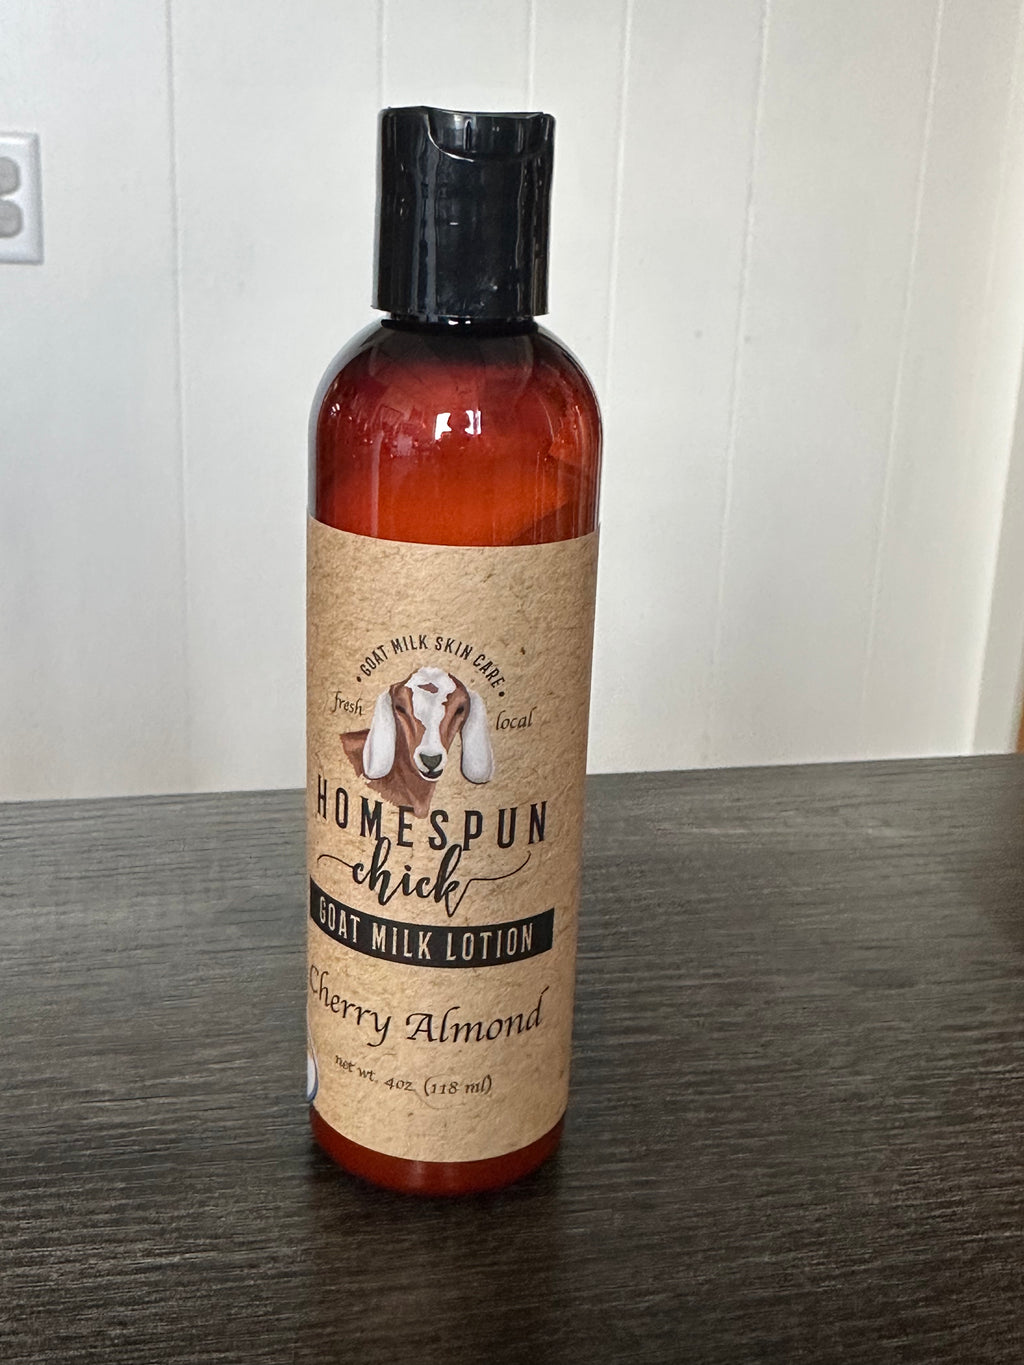 • GOAT MILK SKIN CARE •
fresh
local
HOMESPUN
chick
GOAT MILK LOTION
Cherry Almond
net wt. 4oz (118 ml)